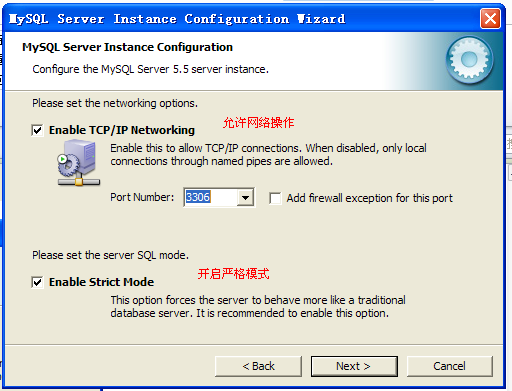 MySQL Server Instance Configuration Wizard
MySQL Server Instance Configuration
Configure the MySQL Server 5.5 server instance.
Please set the networking options.
允许网络操作
Enable TCP/IP Networking
Enable this to allow TCP/IP connections. When disabled, only local
connections through named pipes are allowed.
Port Number: 3306 Add firewall exception for this port
Please set the server SQL mode.
开启严格模式
Enable Strict Mode
This option forces the server to behave more like a traditional
database server. It is recommended to enable this option.
< Back Next > Cancel